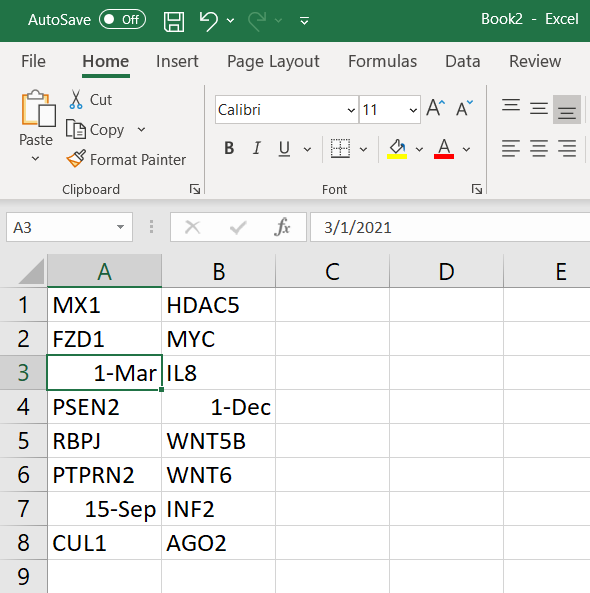 AutoSave Off Book2 - Excel
File Home Insert Page Layout Formulas Data Review
Paste
Cut
Copy
Format Painter
Calibri 11 A A
B I U A
Clipboard Font
A3 fx 3/1/2021
A B C D E
1 MX1 HDAC5
2 FZD1 MYC
3 1-Mar IL8
4 PSEN2 1-Dec
5 RBPJ WNT5B
6 PTPRN2 WNT6
7 15-Sep INF2
8 CUL1 AGO2
9